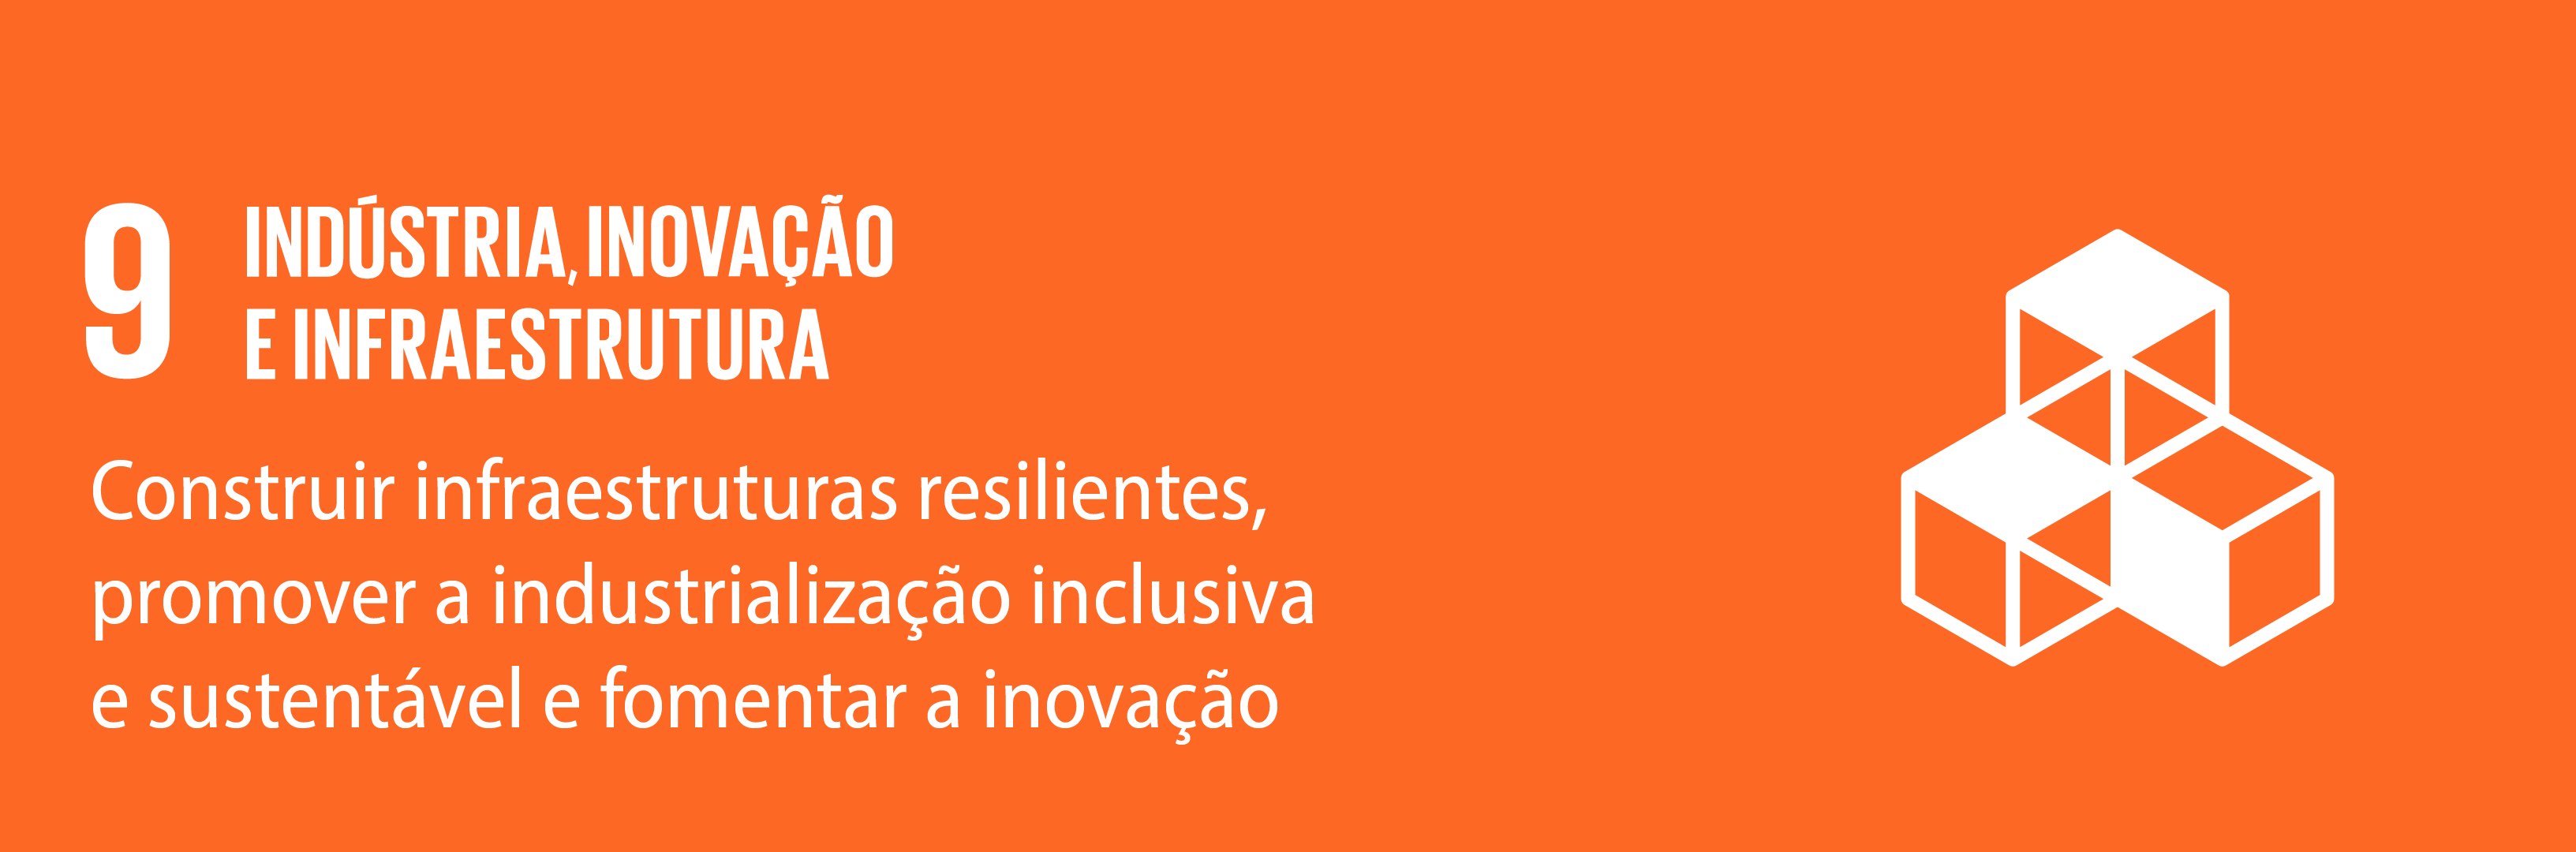 9
INDÚSTRIA, INOVAÇÃO
E INFRAESTRUTURA
Construir infraestruturas resilientes,
promover a industrialização inclusiva
e sustentável e fomentar a inovação